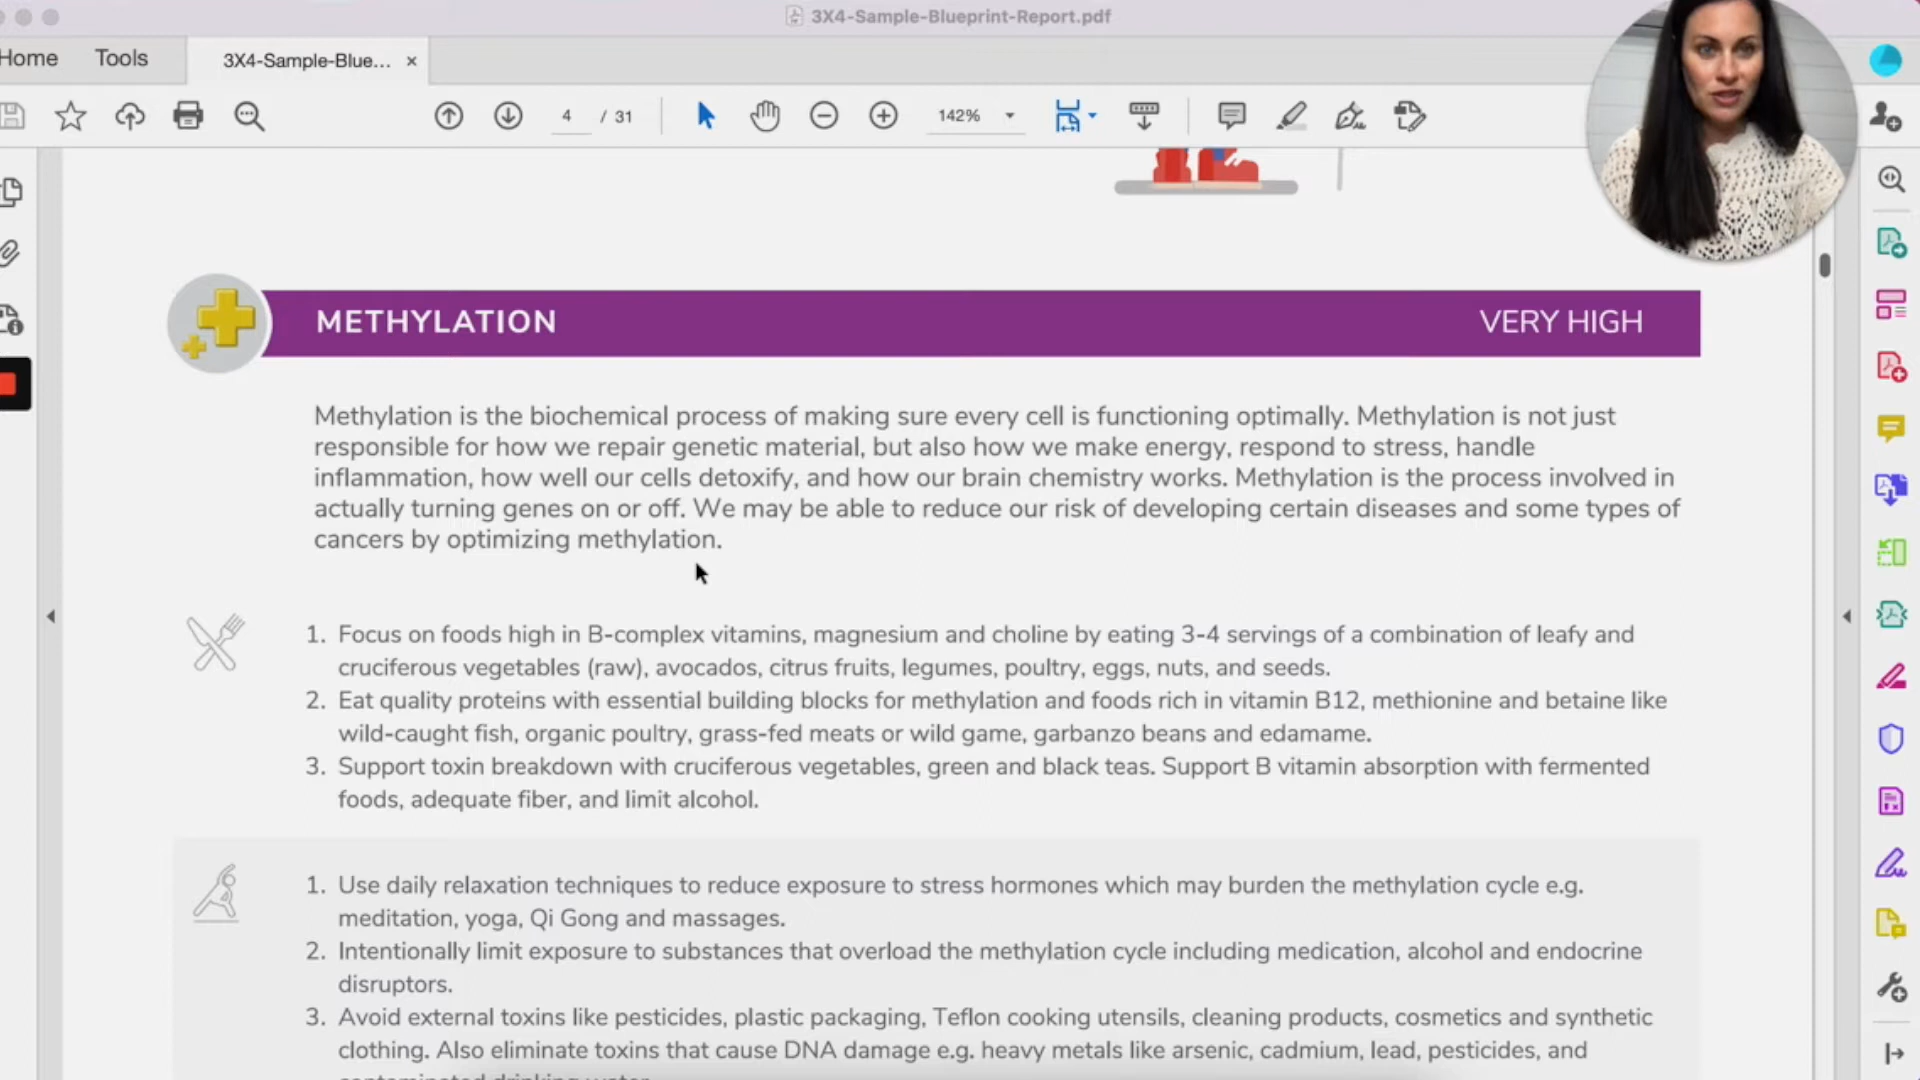 3X4-Sample-Blueprint-Report.pdf
Home Tools 3X4-Sample-Blue... ×
4 / 31 142%
METHYLATION VERY HIGH
Methylation is the biochemical process of making sure every cell is functioning optimally. Methylation is not just
responsible for how we repair genetic material, but also how we make energy, respond to stress, handle
inflammation, how well our cells detoxify, and how our brain chemistry works. Methylation is the process involved in
actually turning genes on or off. We may be able to reduce our risk of developing certain diseases and some types of
cancers by optimizing methylation.
1. Focus on foods high in B-complex vitamins, magnesium and choline by eating 3-4 servings of a combination of leafy and
cruciferous vegetables (raw), avocados, citrus fruits, legumes, poultry, eggs, nuts, and seeds.
2. Eat quality proteins with essential building blocks for methylation and foods rich in vitamin B12, methionine and betaine like
wild-caught fish, organic poultry, grass-fed meats or wild game, garbanzo beans and edamame.
3. Support toxin breakdown with cruciferous vegetables, green and black teas. Support B vitamin absorption with fermented
foods, adequate fiber, and limit alcohol.
1. Use daily relaxation techniques to reduce exposure to stress hormones which may burden the methylation cycle e.g.
meditation, yoga, Qi Gong and massages.
2. Intentionally limit exposure to substances that overload the methylation cycle including medication, alcohol and endocrine
disruptors.
3. Avoid external toxins like pesticides, plastic packaging, Teflon cooking utensils, cleaning products, cosmetics and synthetic
clothing. Also eliminate toxins that cause DNA damage e.g. heavy metals like arsenic, cadmium, lead, pesticides, and